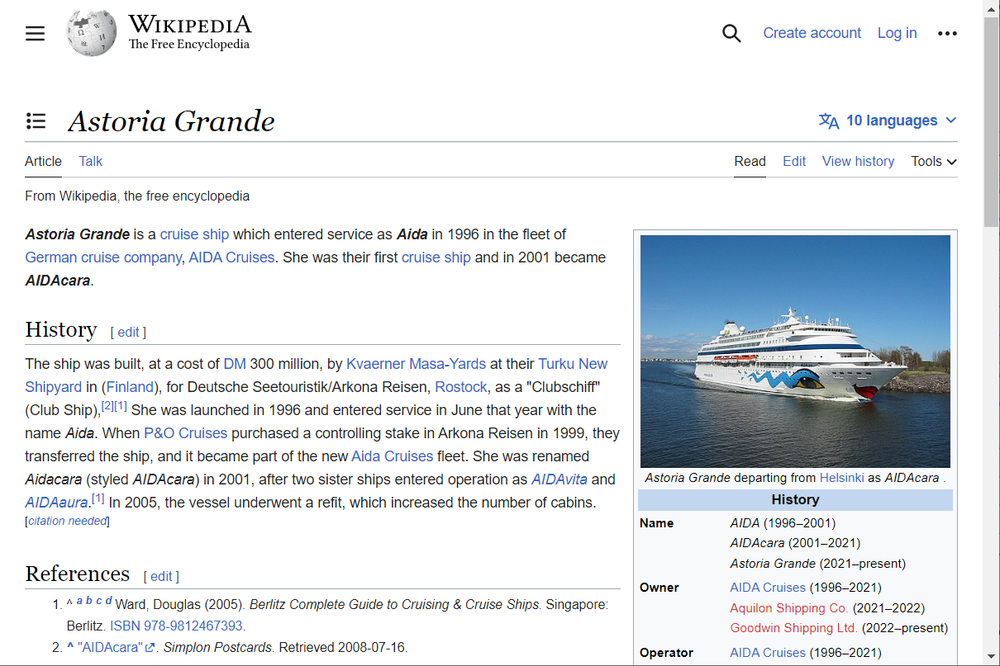 WIKIPEDIA
The Free Encyclopedia
Create account Log in
Astoria Grande
10 languages
Article Talk
Read Edit View history Tools
From Wikipedia, the free encyclopedia
Astoria Grande is a cruise ship which entered service as Aida in 1996 in the fleet of
German cruise company, AIDA Cruises. She was their first cruise ship and in 2001 became
AIDAcara.
History [ edit ]
The ship was built, at a cost of DM 300 million, by Kvaerner Masa-Yards at their Turku New
Shipyard in (Finland), for Deutsche Seetouristik/Arkona Reisen, Rostock, as a "Clubschiff"
(Club Ship),[2][1] She was launched in 1996 and entered service in June that year with the
name Aida. When P&O Cruises purchased a controlling stake in Arkona Reisen in 1999, they
transferred the ship, and it became part of the new Aida Cruises fleet. She was renamed
Aidacara (styled AIDAcara) in 2001, after two sister ships entered operation as AIDAvita and
AIDAaura.[1] In 2005, the vessel underwent a refit, which increased the number of cabins.
[citation needed]
References [ edit ]
1. ^ a b c d Ward, Douglas (2005). Berlitz Complete Guide to Cruising & Cruise Ships. Singapore:
Berlitz. ISBN 978-9812467393.
2. ^ "AIDAcara". Simplon Postcards. Retrieved 2008-07-16.
Astoria Grande departing from Helsinki as AIDAcara .
History
Name AIDA (1996–2001)
AIDAcara (2001–2021)
Astoria Grande (2021–present)
Owner AIDA Cruises (1996–2021)
Aquilon Shipping Co. (2021–2022)
Goodwin Shipping Ltd. (2022–present)
Operator AIDA Cruises (1996–2021)